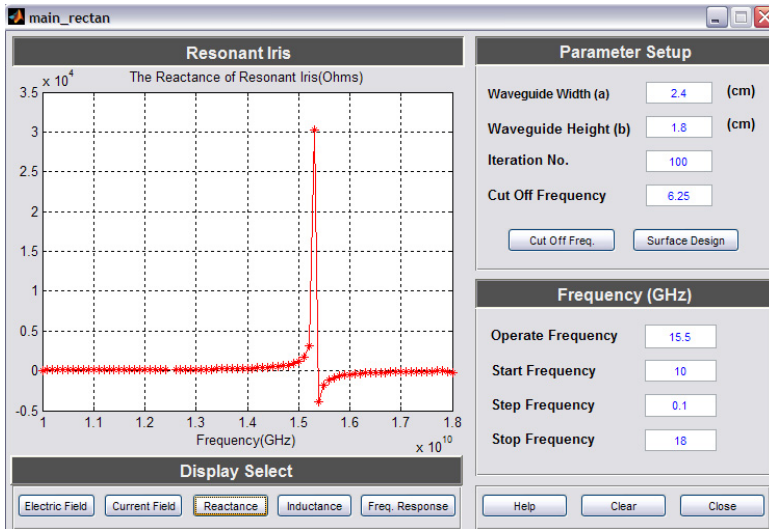 main_rectan
Resonant Iris
The Reactance of Resonant Iris(Ohms)
x 10^4
3.5
3
2.5
2
1.5
1
0.5
0
-0.5
1 1.1 1.2 1.3 1.4 1.5 1.6 1.7 1.8
Frequency(GHz)
x 10^10
Display Select
Electric Field Current Field Reactance Inductance Freq. Response
Parameter Setup
Waveguide Width (a) 2.4 (cm)
Waveguide Height (b) 1.8 (cm)
Iteration No. 100
Cut Off Frequency 6.25
Cut Off Freq. Surface Design
Frequency (GHz)
Operate Frequency 15.5
Start Frequency 10
Step Frequency 0.1
Stop Frequency 18
Help Clear Close